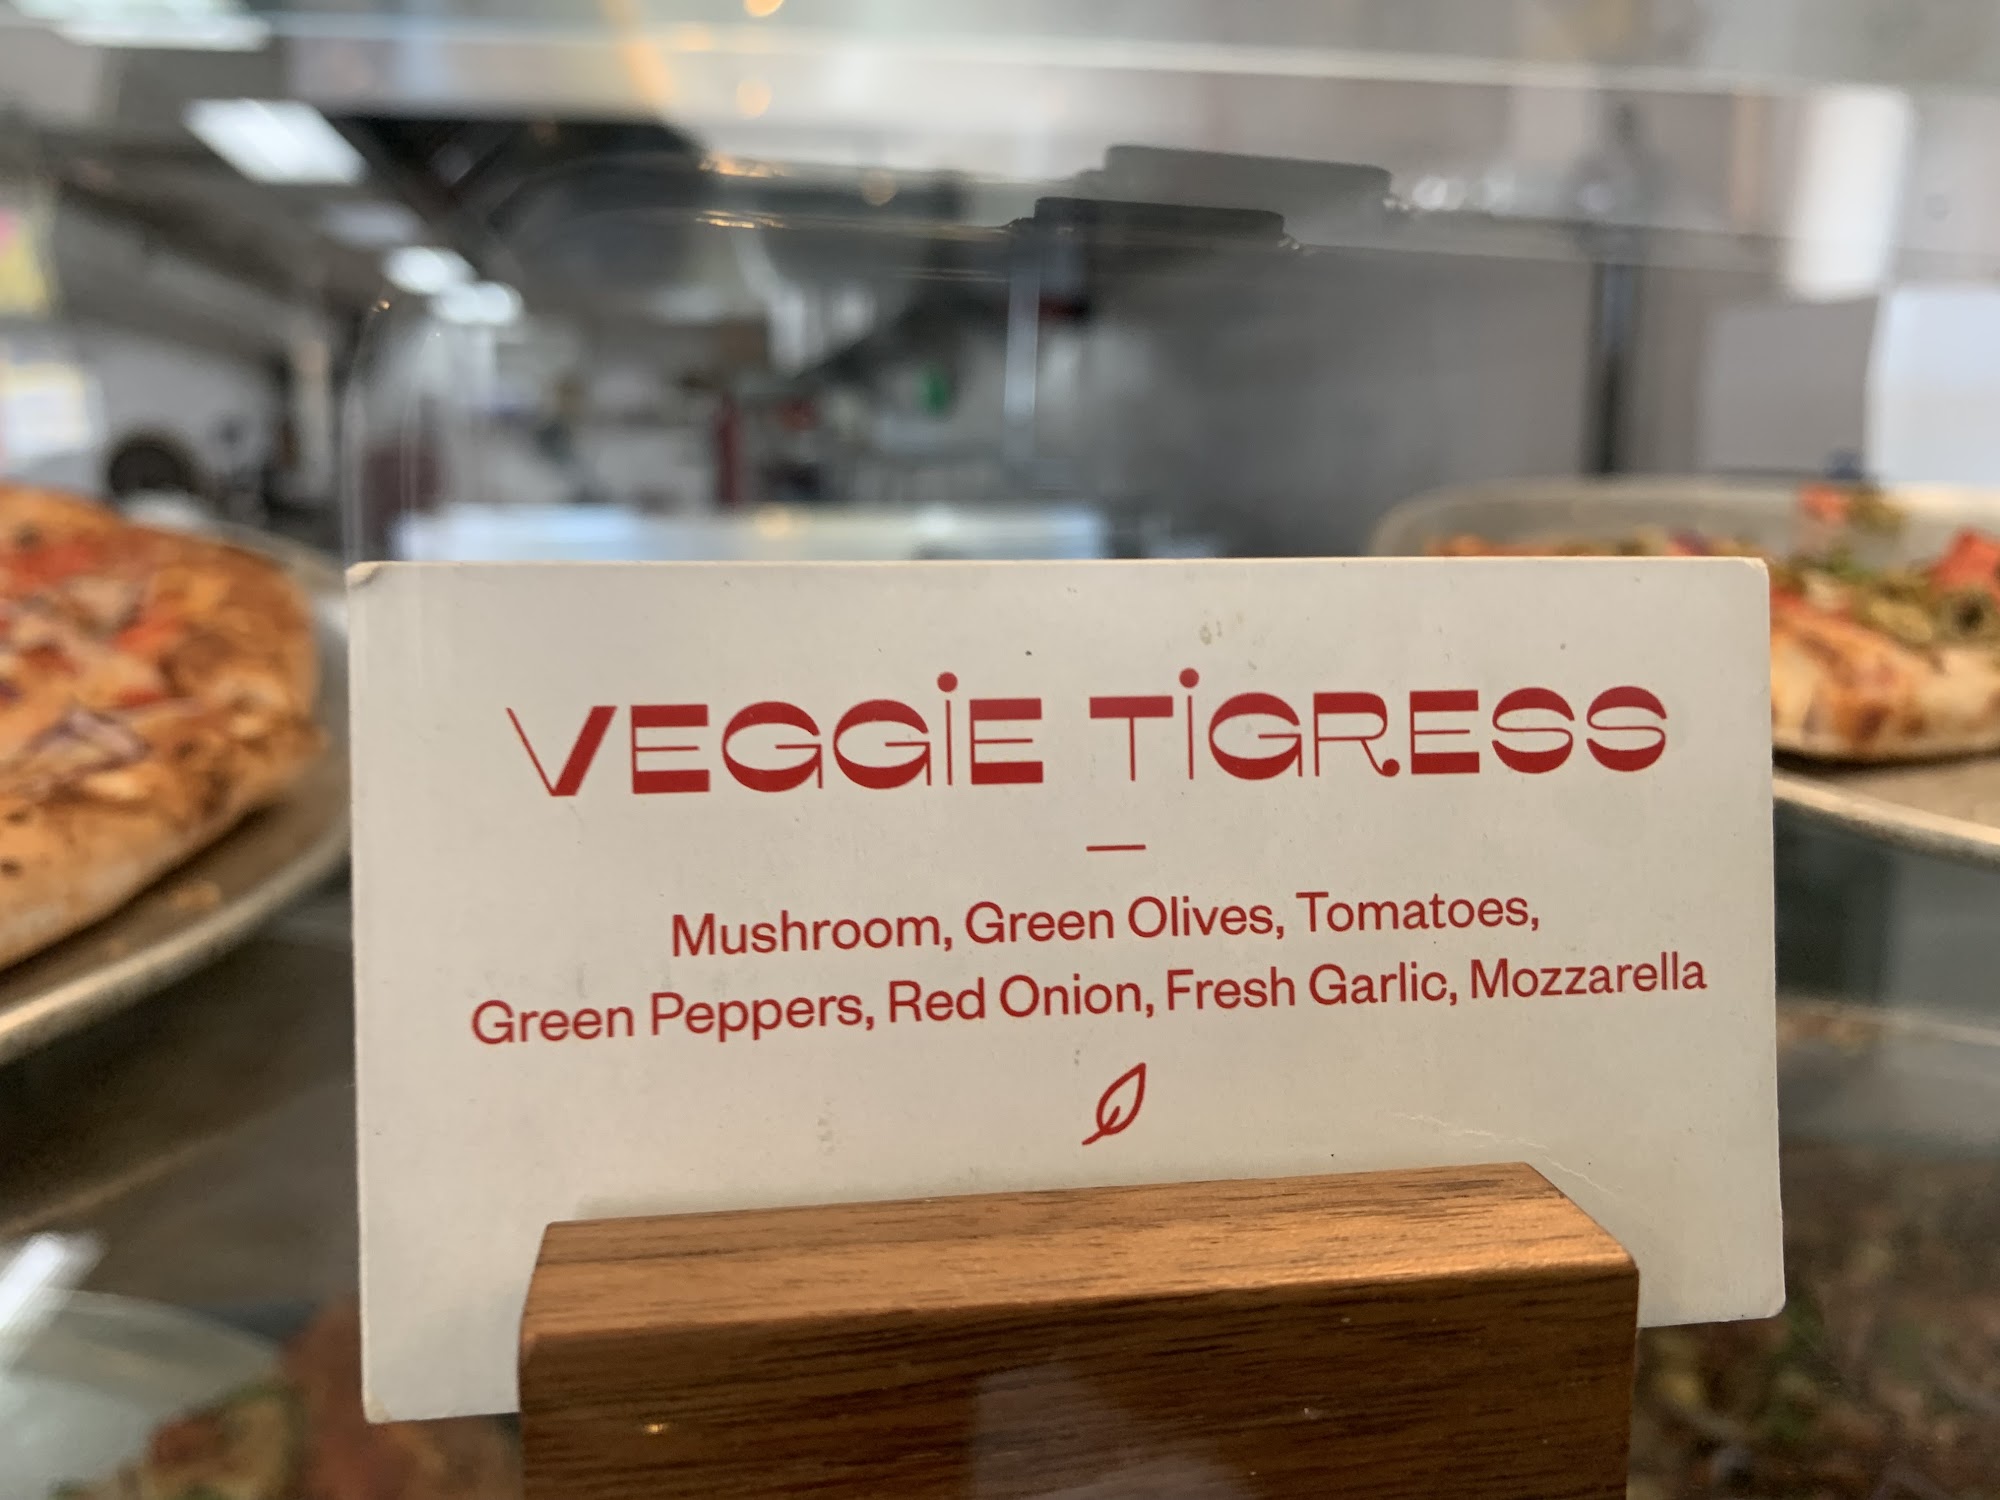 VEGGiE TiGRESS
Mushroom, Green Olives, Tomatoes,
Green Peppers, Red Onion, Fresh Garlic, Mozzarella